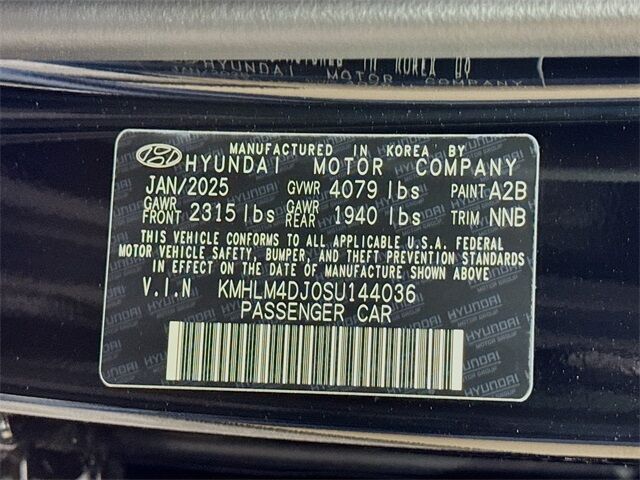 MANUFACTURED IN KOREA BY
HYUNDAI MOTOR COMPANY
JAN/2025 GVWR 4079 lbs PAINT A2B
GAWR FRONT 2315 lbs GAWR REAR 1940 lbs TRIM NNB
THIS VEHICLE CONFORMS TO ALL APPLICABLE U.S.A. FEDERAL
MOTOR VEHICLE SAFETY, BUMPER, AND THEFT PREVENTION STANDARDS
IN EFFECT ON THE DATE OF MANUFACTURE SHOWN ABOVE
V.I.N KMHLM4DJ0SU144036
PASSENGER CAR